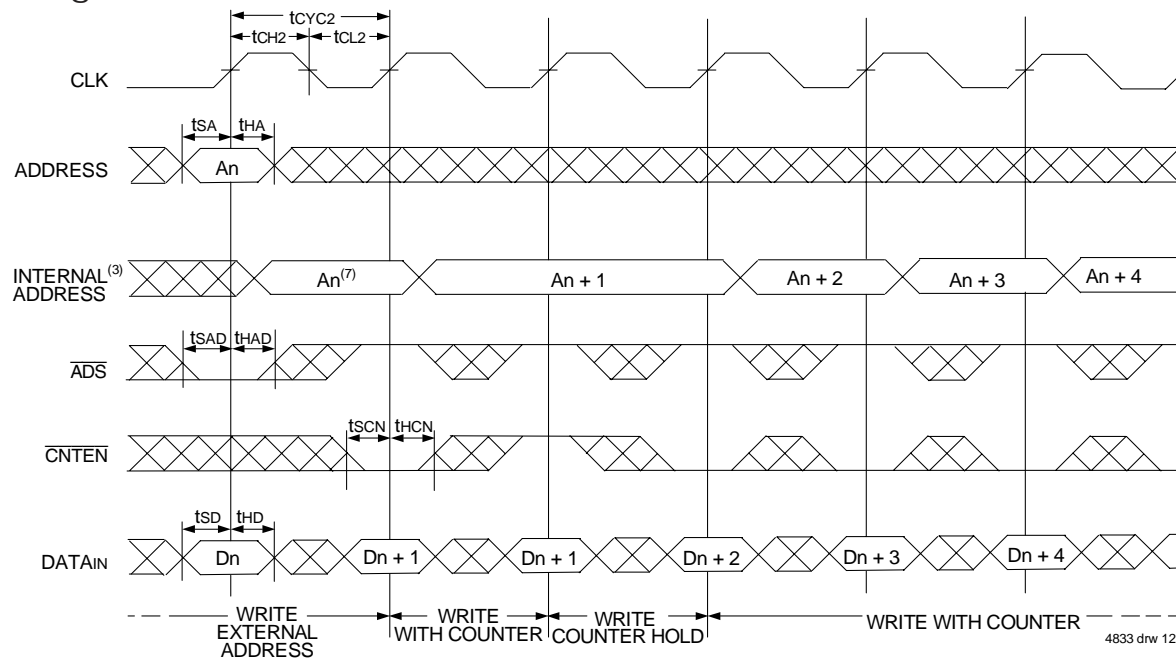 tCYC2
tCH2 tCL2
CLK
tSA tHA
ADDRESS An
INTERNAL(3)
ADDRESS
An(7) An + 1 An + 2 An + 3 An + 4
tSAD tHAD
ADS
tSCN tHCN
CNTEN
tSD tHD
DATAIN Dn Dn + 1 Dn + 1 Dn + 2 Dn + 3 Dn + 4
WRITE
EXTERNAL
ADDRESS
WRITE
WITH COUNTER
WRITE
COUNTER HOLD
WRITE WITH COUNTER
4833 drw 12